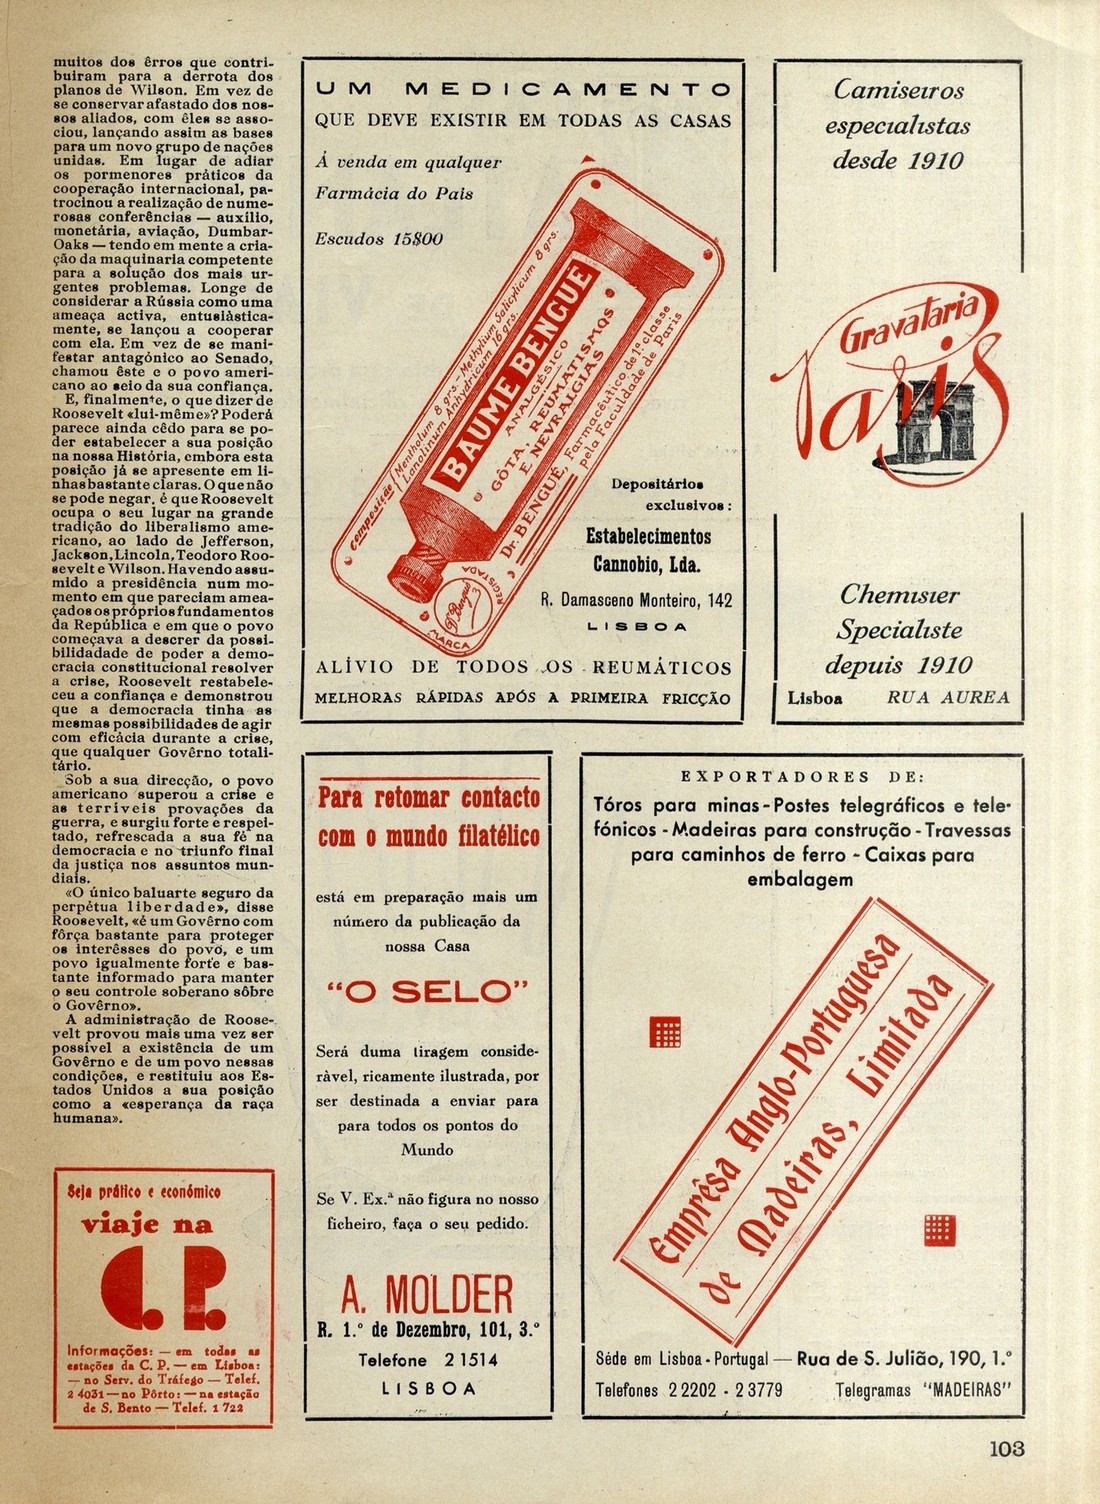 muitos dos êrros que contri-
buiram para a derrota dos
planos de Wilson. Em vez de
se conservar afastado dos nos-
sos aliados, com êles se asso-
ciou, lançando assim as bases
para um novo grupo de nações
unidas. Em lugar de adiar
os pormenores práticos da
cooperação internacional, pa-
trocinou a realização de nume-
rosas conferências — auxílio,
monetária, aviação, Dumbar-
Oaks — tendo em mente a cria-
ção da maquinaria competente
para a solução dos mais ur-
gentes problemas. Longe de
considerar a Rússia como uma
ameaça activa, entusiàstica-
mente, se lançou a cooperar
com ela. Em vez de se mani-
festar antagónico ao Senado,
chamou êste e o povo ameri-
cano ao seio da sua confiança.
E, finalmente, o que dizer de
Roosevelt «lui-même»? Poderá
parece ainda cêdo para se po-
der estabelecer a sua posição
na nossa História, embora esta
posição já se apresente em li-
nhas bastante claras. O que não
se pode negar, é que Roosevelt
ocupa o seu lugar na grande
tradição do liberalismo ame-
ricano, ao lado de Jefferson,
Jackson, Lincoln, Teodoro Roo-
sevelt e Wilson. Havendo assu-
mido a presidência num mo-
mento em que pareciam amea-
çados os próprios fundamentos
da República e em que o povo
começava a descrer da possi-
bilidadade de poder a demo-
cracia constitucional resolver
a crise, Roosevelt restabele-
ceu a confiança e demonstrou
que a democracia tinha as
mesmas possibilidades de agir
com eficácia durante a crise,
que qualquer Govêrno totali-
tário.
Sob a sua direcção, o povo
americano superou a crise e
as terríveis provações da
guerra, e surgiu forte e respei-
tado, refrescada a sua fé na
democracia e no triunfo final
da justiça nos assuntos mun-
diais.
«O único baluarte seguro da
perpétua liberdade», disse
Roosevelt, «é um Govêrno com
fôrça bastante para proteger
os interêsses do povo, e um
povo igualmente forte e bas-
tante informado para manter
o seu controle soberano sôbre
o Govêrno».
A administração de Roose-
velt provou mais uma vez ser
possível a existência de um
Govêrno e de um povo nessas
condições, e restituiu aos Es-
tados Unidos a sua posição
como a «esperança da raça
humana».
Seja prático e económico
viaje na
C.P.
Informações: — em todas as
estações da C. P. — em Lisboa:
— no Serv. do Tráfego — Telef.
2 4031 — no Pôrto: — na estação
de S. Bento — Telef. 1 722
UM MEDICAMENTO
QUE DEVE EXISTIR EM TODAS AS CASAS
Á venda em qualquer
Farmácia do Pais
Escudos 15$00
composição
Mentholum 8 grs. - Methylium Salicylicum 8 grs.
Lanolinum Anhydricum 16 grs.
BAUME BENGUÉ
ANALGÉSICO
GÔTA, REUMATISMOS
E NEVRALGIAS
Dr. BENGUÉ, Farmacêutico de 1ª classe
pela Faculdade de Paris
MARCA
REGISTADA
Dr Bengué
Depositários
exclusivos:
Estabelecimentos
Cannobio, Lda.
R. Damasceno Monteiro, 142
LISBOA
ALÍVIO DE TODOS OS REUMÁTICOS
MELHORAS RÁPIDAS APÓS A PRIMEIRA FRICÇÃO
Camiseiros
especialistas
desde 1910
Gravataria
Paris
Chemisier
Specialiste
depuis 1910
Lisboa RUA AUREA
Para retomar contacto
com o mundo filatélico
está em preparação mais um
número da publicação da
nossa Casa
"O SELO"
Será duma tiragem conside-
rável, ricamente ilustrada, por
ser destinada a enviar para
para todos os pontos do
Mundo
Se V. Ex.ª não figura no nosso
ficheiro, faça o seu pedido.
A. MOLDER
R. 1.º de Dezembro, 101, 3.º
Telefone 2 1514
LISBOA
EXPORTADORES DE:
Tóros para minas - Postes telegráficos e tele-
fónicos - Madeiras para construção - Travessas
para caminhos de ferro - Caixas para
embalagem
Emprêsa Anglo-Portuguesa
de Madeiras, Limitada
Séde em Lisboa - Portugal — Rua de S. Julião, 190, 1.º
Telefones 2 2202 - 2 3779 Telegramas "MADEIRAS"
103